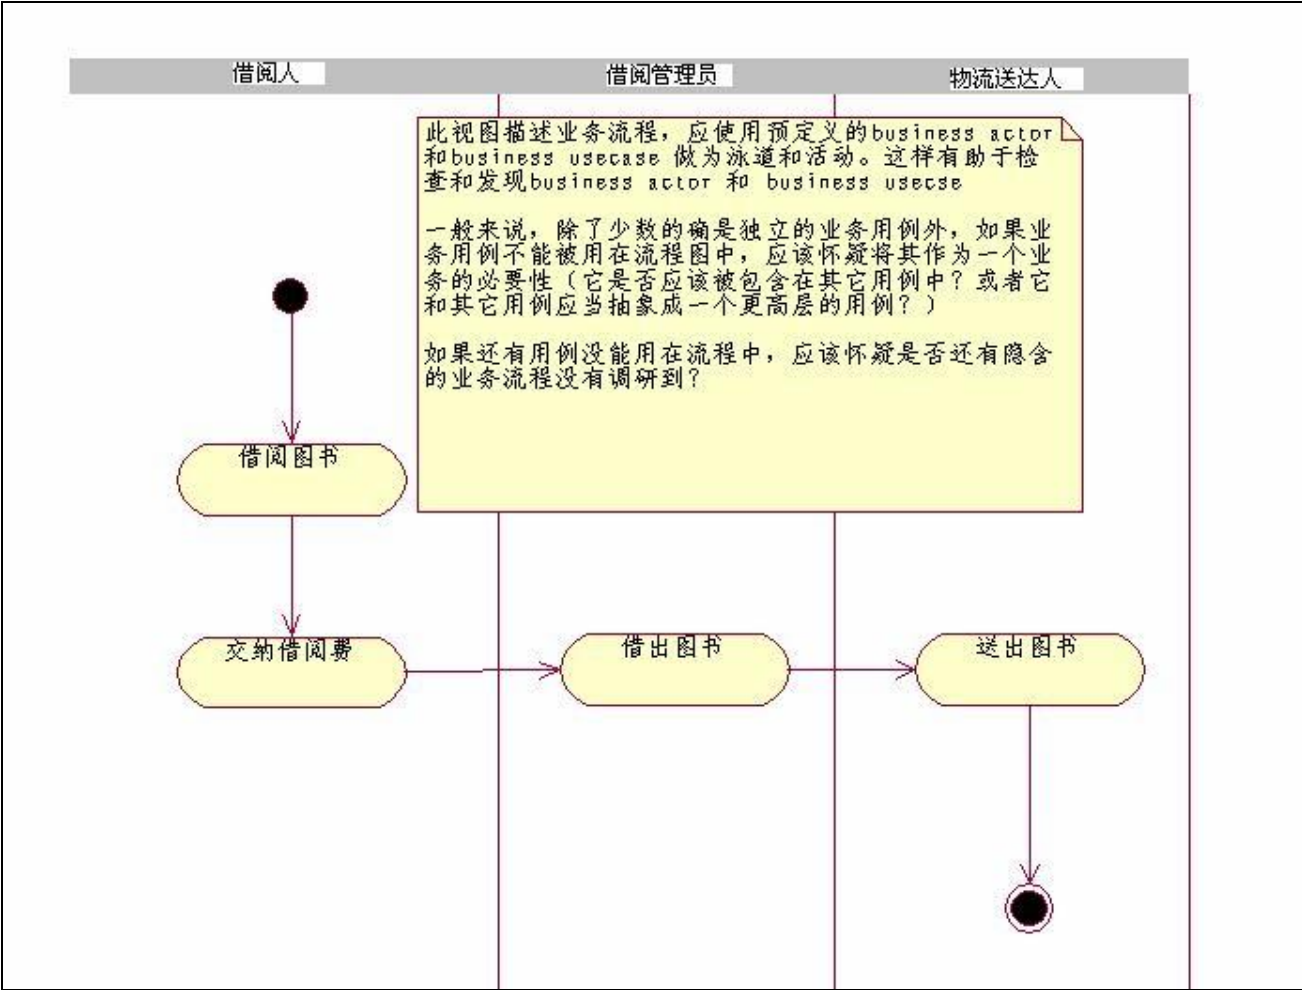 借阅人
借阅管理员
物流送达人
此视图描述业务流程，应使用预定义的business actor
和business usecase 做为泳道和活动。这样有助于检
查和发现business actor 和 business usecse
一般来说，除了少数的确是独立的业务用例外，如果业
务用例不能被用在流程图中，应该怀疑将其作为一个业
务的必要性（它是否应该被包含在其它用例中？或者它
和其它用例应当抽象成一个更高层的用例？）
如果还有用例没能用在流程中，应该怀疑是否还有隐含
的业务流程没有调研到？
借阅图书
交纳借阅费
借出图书
送出图书